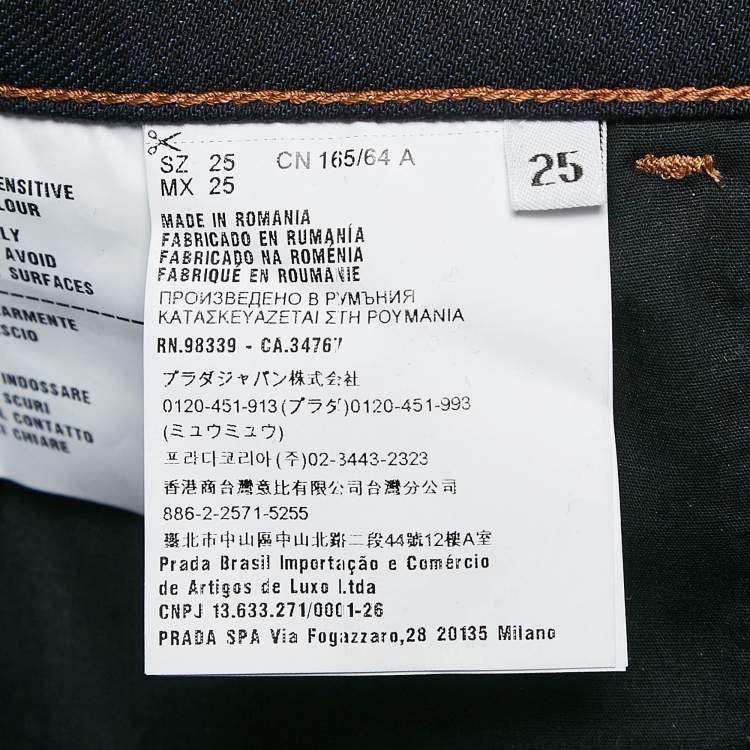 ENSITIVE
LOUR
LY
AVOID
SURFACES
ARMENTE
SCIO
INDOSSARE
SCURI
L CONTATTO
CHIARE
SZ 25 CN 165/64 A
MX 25
25
MADE IN ROMANIA
FABRICADO EN RUMANÍA
FABRICADO NA ROMÉNIA
FABRIQUÉ EN ROUMANIE
ПРОИЗВЕДЕНО В РУМЪНИЯ
ΚΑΤΑΣΚΕΥΑΖΕΤΑΙ ΣΤΗ ΡΟΥΜΑΝΙΑ
RN.98339 - CA.34767
プラダジャパン株式会社
0120-451-913(プラダ)0120-451-993
(ミュウミュウ)
프라다코리아(주)02-3443-2323
香港商台灣意比有限公司台灣分公司
886-2-2571-5255
臺北市中山區中山北路二段44號12樓A室
Prada Brasil Importação e Comércio
de Artigos de Luxo Ltda
CNPJ 13.633.271/0001-26
PRADA SPA Via Fogazzaro,28 20135 Milano